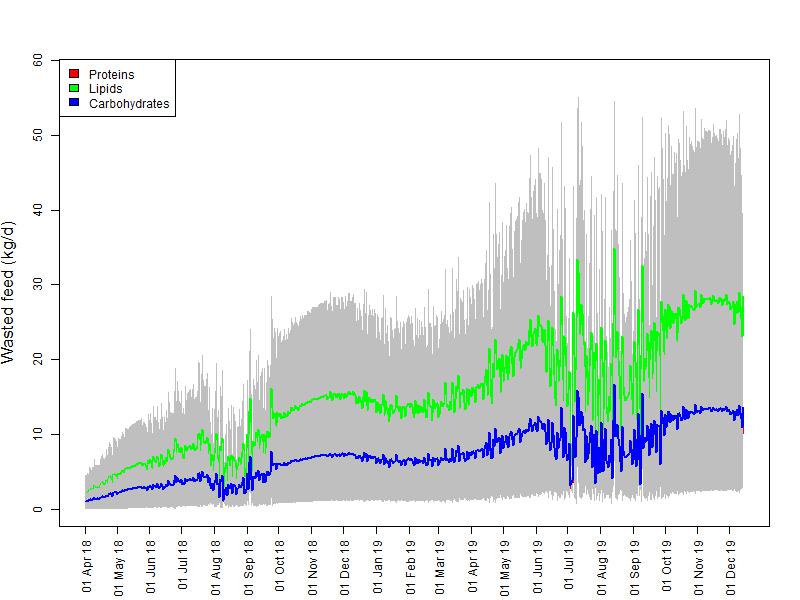 Proteins
Lipids
Carbohydrates
Wasted feed (kg/d)
60
50
40
30
20
10
0
01 Apr 18
01 May 18
01 Jun 18
01 Jul 18
01 Aug 18
01 Sep 18
01 Oct 18
01 Nov 18
01 Dec 18
01 Jan 19
01 Feb 19
01 Mar 19
01 Apr 19
01 May 19
01 Jun 19
01 Jul 19
01 Aug 19
01 Sep 19
01 Oct 19
01 Nov 19
01 Dec 19